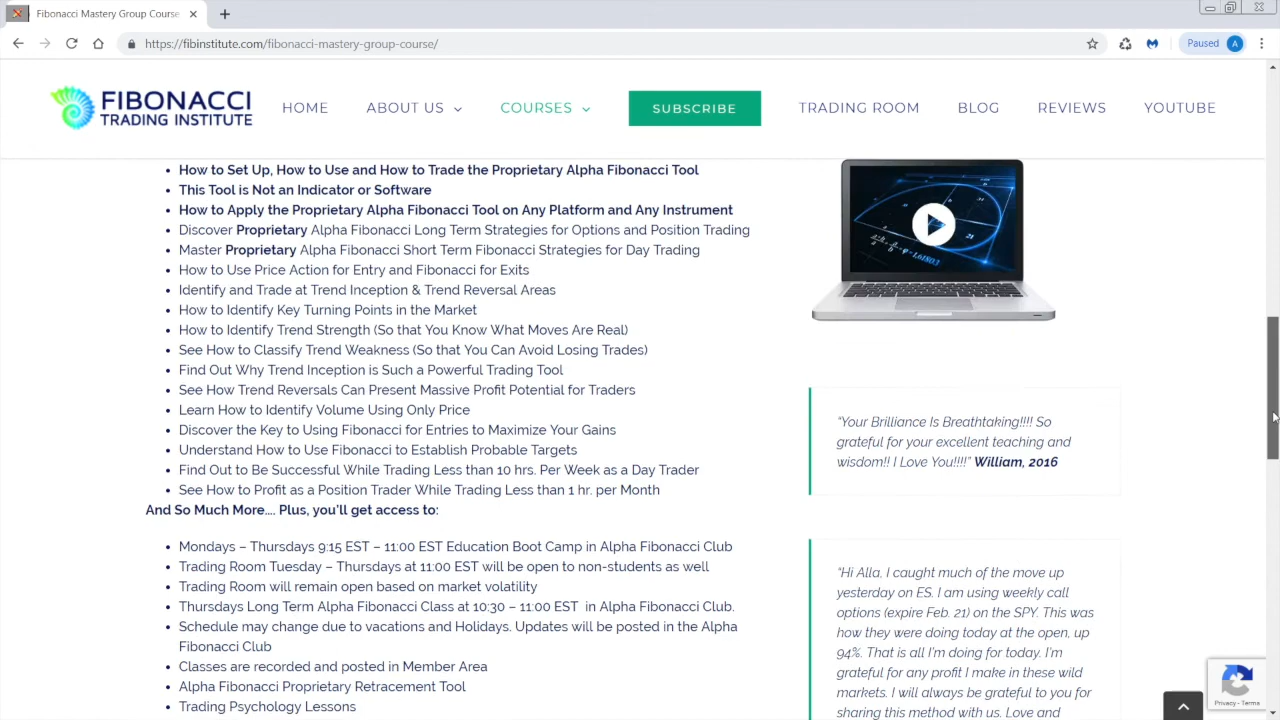 Fibonacci Mastery Group Course
https://fibinstitute.com/fibonacci-mastery-group-course/
Paused
A
FIBONACCI
TRADING INSTITUTE
HOME
ABOUT US
COURSES
SUBSCRIBE
TRADING ROOM
BLOG
REVIEWS
YOUTUBE
How to Set Up, How to Use and How to Trade the Proprietary Alpha Fibonacci Tool
This Tool is Not an Indicator or Software
How to Apply the Proprietary Alpha Fibonacci Tool on Any Platform and Any Instrument
Discover Proprietary Alpha Fibonacci Long Term Strategies for Options and Position Trading
Master Proprietary Alpha Fibonacci Short Term Fibonacci Strategies for Day Trading
How to Use Price Action for Entry and Fibonacci for Exits
Identify and Trade at Trend Inception & Trend Reversal Areas
How to Identify Key Turning Points in the Market
How to Identify Trend Strength (So that You Know What Moves Are Real)
See How to Classify Trend Weakness (So that You Can Avoid Losing Trades)
Find Out Why Trend Inception is Such a Powerful Trading Tool
See How Trend Reversals Can Present Massive Profit Potential for Traders
Learn How to Identify Volume Using Only Price
Discover the Key to Using Fibonacci for Entries to Maximize Your Gains
Understand How to Use Fibonacci to Establish Probable Targets
Find Out to Be Successful While Trading Less than 10 hrs. Per Week as a Day Trader
See How to Profit as a Position Trader While Trading Less than 1 hr. per Month
And So Much More.... Plus, you'll get access to:
Mondays – Thursdays 9:15 EST – 11:00 EST Education Boot Camp in Alpha Fibonacci Club
Trading Room Tuesday – Thursdays at 11:00 EST will be open to non-students as well
Trading Room will remain open based on market volatility
Thursdays Long Term Alpha Fibonacci Class at 10:30 – 11:00 EST in Alpha Fibonacci Club.
Schedule may change due to vacations and Holidays. Updates will be posted in the Alpha
Fibonacci Club
Classes are recorded and posted in Member Area
Alpha Fibonacci Proprietary Retracement Tool
Trading Psychology Lessons
“Your Brilliance Is Breathtaking!!!! So
grateful for your excellent teaching and
wisdom!! I Love You!!!!” William, 2016
“Hi Alla, I caught much of the move up
yesterday on ES. I am using weekly call
options (expire Feb. 21) on the SPY. This was
how they were doing today at the open, up
94%. That is all I'm doing for today. I'm
grateful for any profit I make in these wild
markets. I will always be grateful to you for
sharing this method with us. Love and
Privacy - Terms